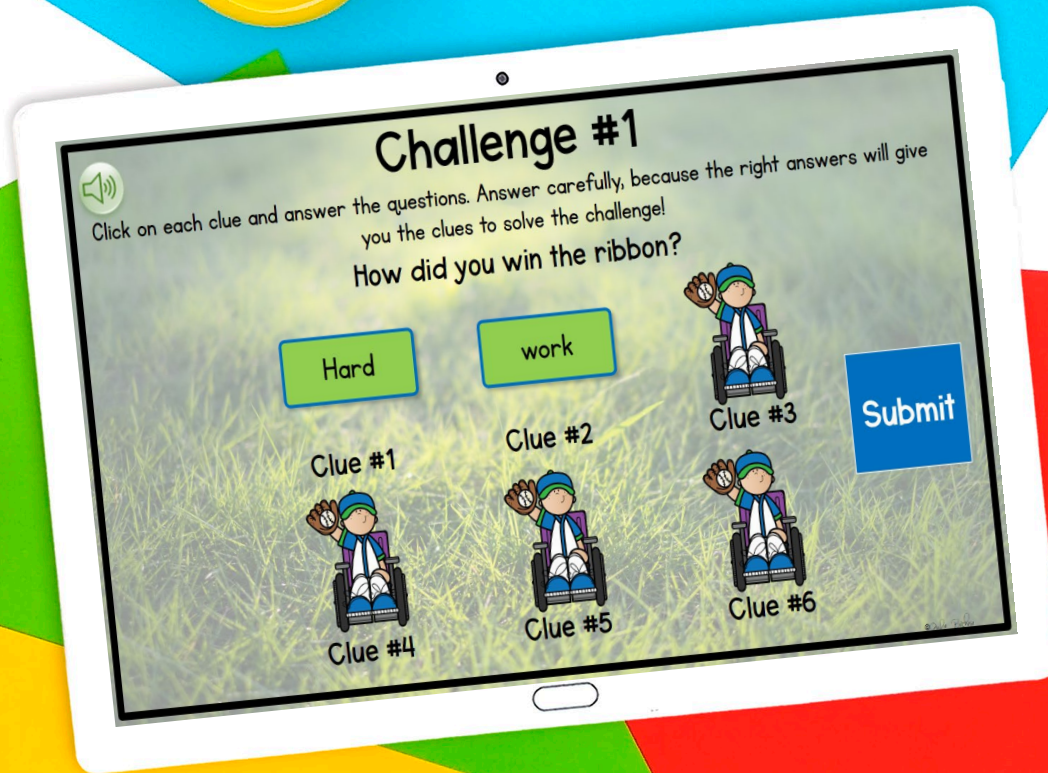 Challenge #1
Click on each clue and answer the questions. Answer carefully, because the right answers will give
you the clues to solve the challenge!
How did you win the ribbon?
Hard
work
Clue #1
Clue #2
Clue #3
Submit
Clue #4
Clue #5
Clue #6